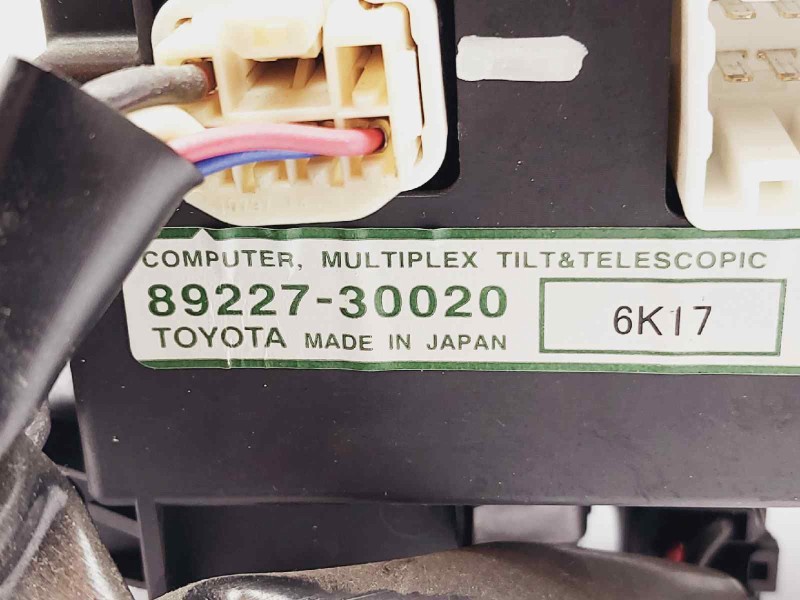 COMPUTER, MULTIPLEX TILT&TELESCOPIC
89227-30020
6K17
TOYOTA MADE IN JAPAN